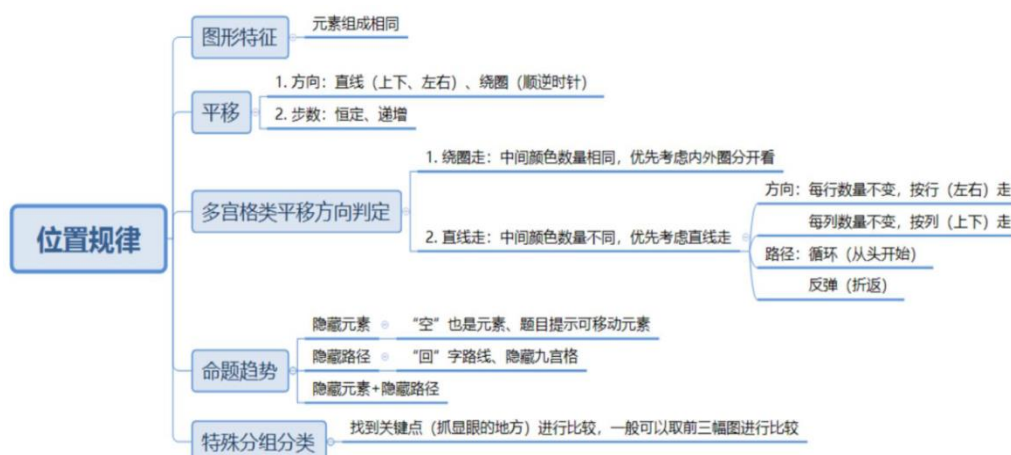 图形特征
元素组成相同
平移
1. 方向：直线（上下、左右）、绕圈（顺逆时针）
2. 步数：恒定、递增
位置规律
多宫格类平移方向判定
1. 绕圈走：中间颜色数量相同，优先考虑内外圈分开看
2. 直线走：中间颜色数量不同，优先考虑直线走
方向：每行数量不变，按行（左右）走
每列数量不变，按列（上下）走
路径：循环（从头开始）
反弹（折返）
命题趋势
隐藏元素
“空”也是元素、题目提示可移动元素
隐藏路径
“回”字路线、隐藏九宫格
隐藏元素+隐藏路径
特殊分组分类
找到关键点（抓显眼的地方）进行比较，一般可以取前三幅图进行比较